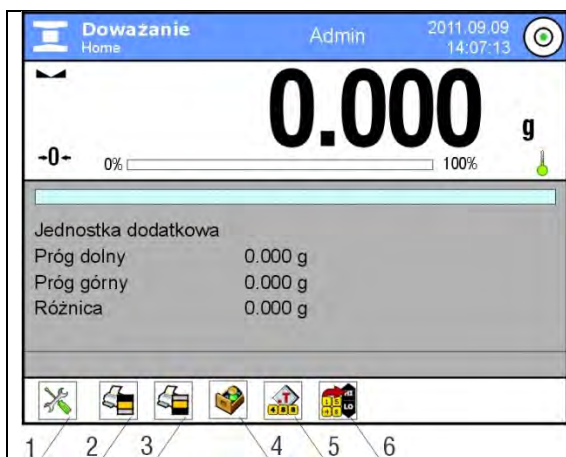 Doważanie Admin 2011.09.09
Home 14:07:13
0.000 g
→0← 0% 100%
Jednostka dodatkowa
Próg dolny 0.000 g
Próg górny 0.000 g
Różnica 0.000 g
1 2 3 4 5 6